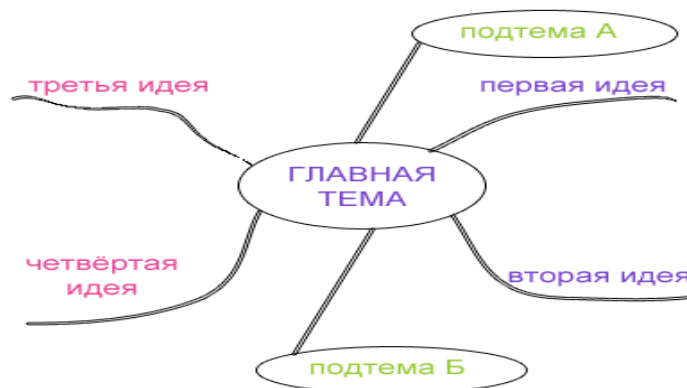 подтема А
третья идея
первая идея
ГЛАВНАЯ
ТЕМА
четвёртая
идея
вторая идея
подтема Б